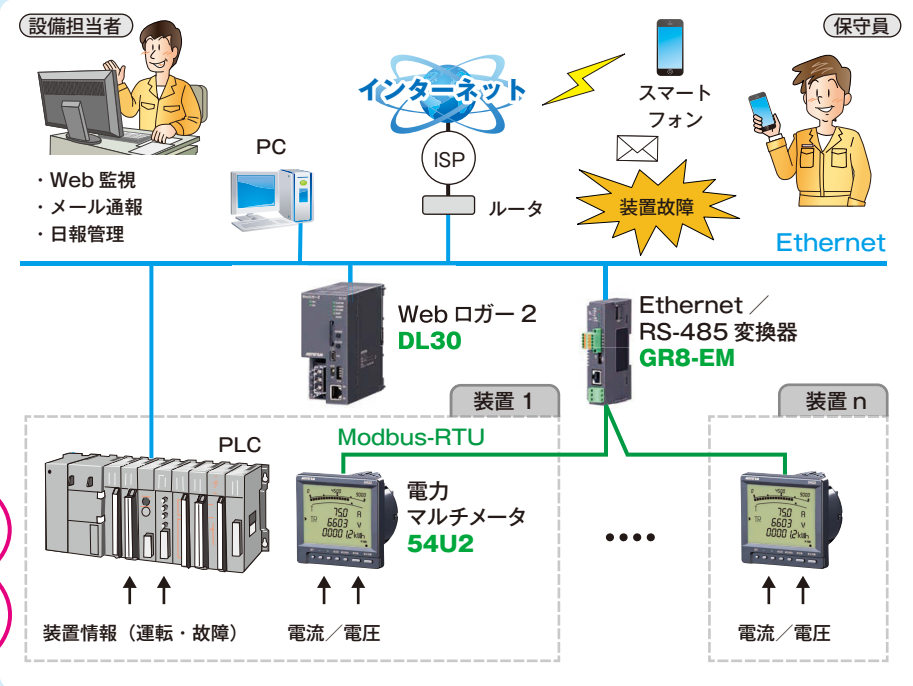 設備担当者
保守員
インターネット
スマート
フォン
PC
ISP
・Web 監視
・メール通報
・日報管理
ルータ
装置故障
Ethernet
Web ロガー 2
DL30
Ethernet ／
RS-485 変換器
GR8-EM
装置 1
装置 n
PLC
Modbus-RTU
電力
マルチメータ
54U2
装置情報（運転・故障）
電流／電圧
電流／電圧